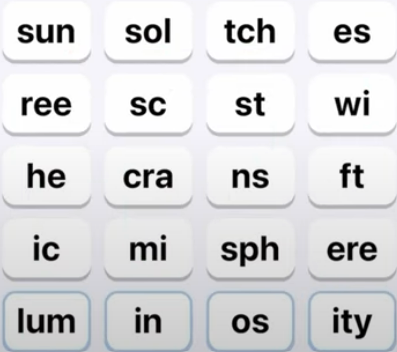 sun sol tch es
ree sc st wi
he cra ns ft
ic mi sph ere
lum in os ity